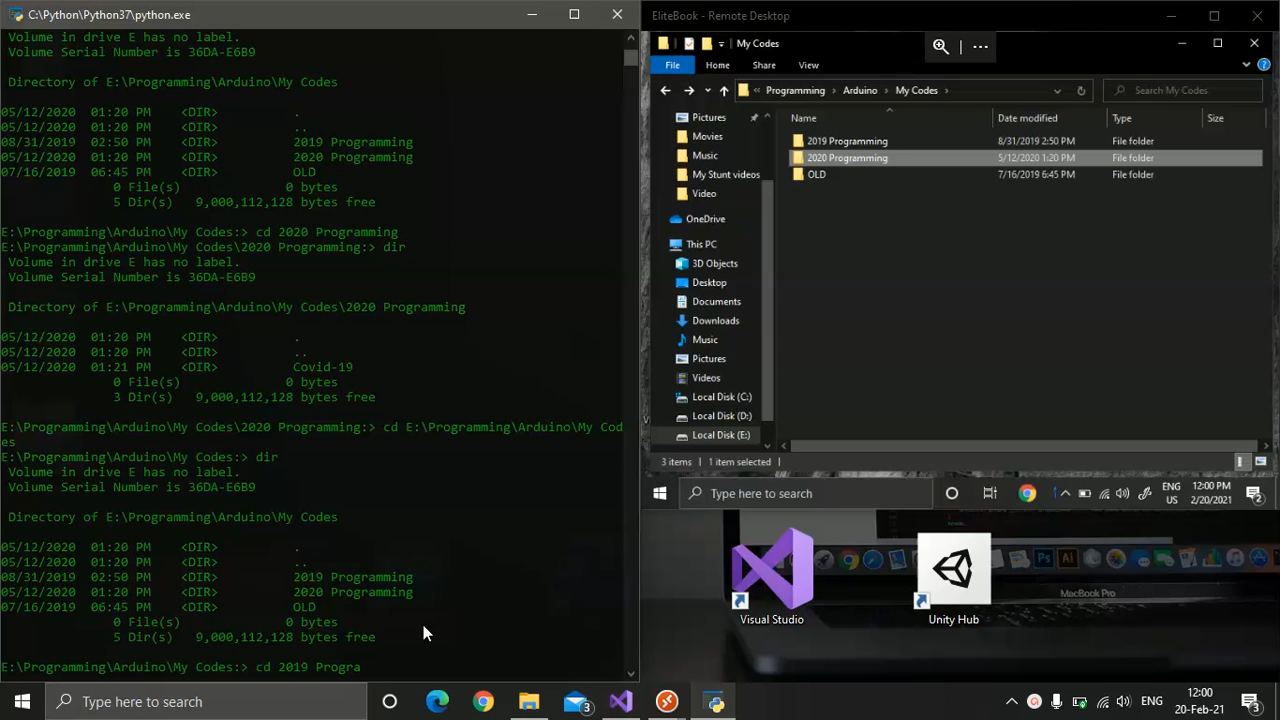 C:\Python\Python37\python.exe
Volume in drive E has no label.
Volume Serial Number is 36DA-E6B9
Directory of E:\Programming\Arduino\My Codes
05/12/2020 01:20 PM <DIR> .
05/12/2020 01:20 PM <DIR> ..
08/31/2019 02:50 PM <DIR> 2019 Programming
05/12/2020 01:20 PM <DIR> 2020 Programming
07/16/2019 06:45 PM <DIR> OLD
0 File(s) 0 bytes
5 Dir(s) 9,000,112,128 bytes free
E:\Programming\Arduino\My Codes:> cd 2020 Programming
E:\Programming\Arduino\My Codes\2020 Programming:> dir
Volume in drive E has no label.
Volume Serial Number is 36DA-E6B9
Directory of E:\Programming\Arduino\My Codes\2020 Programming
05/12/2020 01:20 PM <DIR> .
05/12/2020 01:20 PM <DIR> ..
05/12/2020 01:21 PM <DIR> Covid-19
0 File(s) 0 bytes
3 Dir(s) 9,000,112,128 bytes free
E:\Programming\Arduino\My Codes\2020 Programming:> cd E:\Programming\Arduino\My Cod
es
E:\Programming\Arduino\My Codes:> dir
Volume in drive E has no label.
Volume Serial Number is 36DA-E6B9
Directory of E:\Programming\Arduino\My Codes
05/12/2020 01:20 PM <DIR> .
05/12/2020 01:20 PM <DIR> ..
08/31/2019 02:50 PM <DIR> 2019 Programming
05/12/2020 01:20 PM <DIR> 2020 Programming
07/16/2019 06:45 PM <DIR> OLD
0 File(s) 0 bytes
5 Dir(s) 9,000,112,128 bytes free
E:\Programming\Arduino\My Codes:> cd 2019 Progra
EliteBook - Remote Desktop
My Codes
File Home Share View
Programming Arduino My Codes Search My Codes
Name Date modified Type Size
2019 Programming 8/31/2019 2:50 PM File folder
2020 Programming 5/12/2020 1:20 PM File folder
OLD 7/16/2019 6:45 PM File folder
Pictures
Movies
Music
My Stunt videos
Video
OneDrive
This PC
3D Objects
Desktop
Documents
Downloads
Music
Pictures
Videos
Local Disk (C:)
Local Disk (D:)
Local Disk (E:)
3 items 1 item selected
Type here to search
ENG
US
12:00 PM
2/20/2021
2
Ps Ai
MacBook Pro
Visual Studio
Unity Hub
Type here to search
3
ENG
12:00
20-Feb-21
3